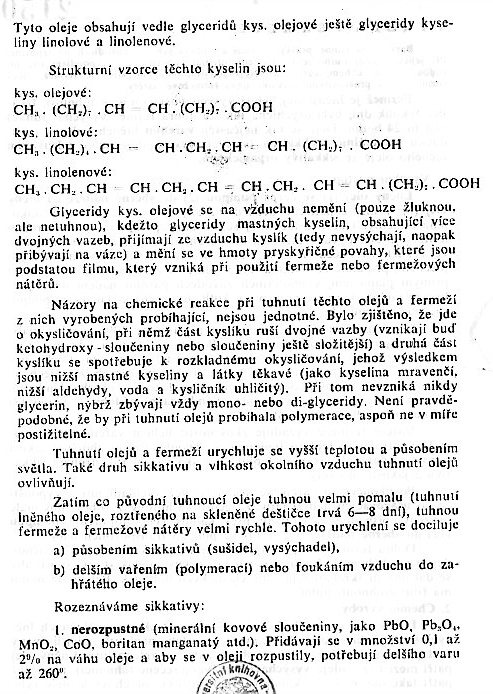 Tyto oleje obsahují vedle glyceridů kys. olejové ještě glyceridy kyse-
liny linolové a linolenové.
Strukturní vzorce těchto kyselin jsou:
kys. olejové:
CH₃ . (CH₂)₇ . CH = CH . (CH₂)₇ . COOH
kys. linolové:
CH₃ . (CH₂)₄ . CH = CH . CH₂ . CH = CH . (CH₂)₇ . COOH
kys. linolenové:
CH₃ . CH₂ . CH = CH . CH₂ . CH = CH . CH₂ . CH = CH . (CH₂)₇ . COOH
Glyceridy kys. olejové se na vzduchu nemění (pouze žluknou,
ale netuhnou), kdežto glyceridy mastných kyselin, obsahující více
dvojných vazeb, přijímají ze vzduchu kyslík (tedy nevysýchají, naopak
přibývají na váze) a mění se ve hmoty pryskyřičné povahy, které jsou
podstatou filmu, který vzniká při použití fermeže nebo fermežových
nátěrů.
Názory na chemické reakce při tuhnutí těchto olejů a fermeží
z nich vyrobených probíhající, nejsou jednotné. Bylo zjištěno, že jde
o okysličování, při němž část kyslíku ruší dvojné vazby (vznikají buď
ketohydroxy - sloučeniny nebo sloučeniny ještě složitější) a druhá část
kyslíku se spotřebuje k rozkladnému okysličování, jehož výsledkem
jsou nižší mastné kyseliny a látky těkavé (jako kyselina mravenčí,
nižší aldehydy, voda a kysličník uhličitý). Při tom nevzniká nikdy
glycerin, nýbrž zbývají vždy mono- nebo di-glyceridy. Není pravdě-
podobné, že by při tuhnutí olejů probíhala polymerace, aspoň ne v míře
postižitelné.
Tuhnutí olejů a fermeží urychluje se vyšší teplotou a působením
světla. Také druh sikkativu a vlhkost okolního vzduchu tuhnutí olejů
ovlivňují.
Zatím co původní tuhnoucí oleje tuhnou velmi pomalu (tuhnutí
lněného oleje, roztřeného na skleněné deštičce trvá 6—8 dní), tuhnou
fermeže a fermežové nátěry velmi rychle. Tohoto urychlení se dociluje
a) působením sikkativů (sušidel, vysýchadel),
b) delším vařením (polymerací) nebo foukáním vzduchu do za-
hřátého oleje.
Rozeznáváme sikkativy:
1. nerozpustné (minerální kovové sloučeniny, jako PbO, Pb₃O₄,
MnO₂, CoO, boritan manganatý atd.). Přidávají se v množství 0,1 až
2% na váhu oleje a aby se v oleji rozpustily, potřebují delšího varu
až 260°.